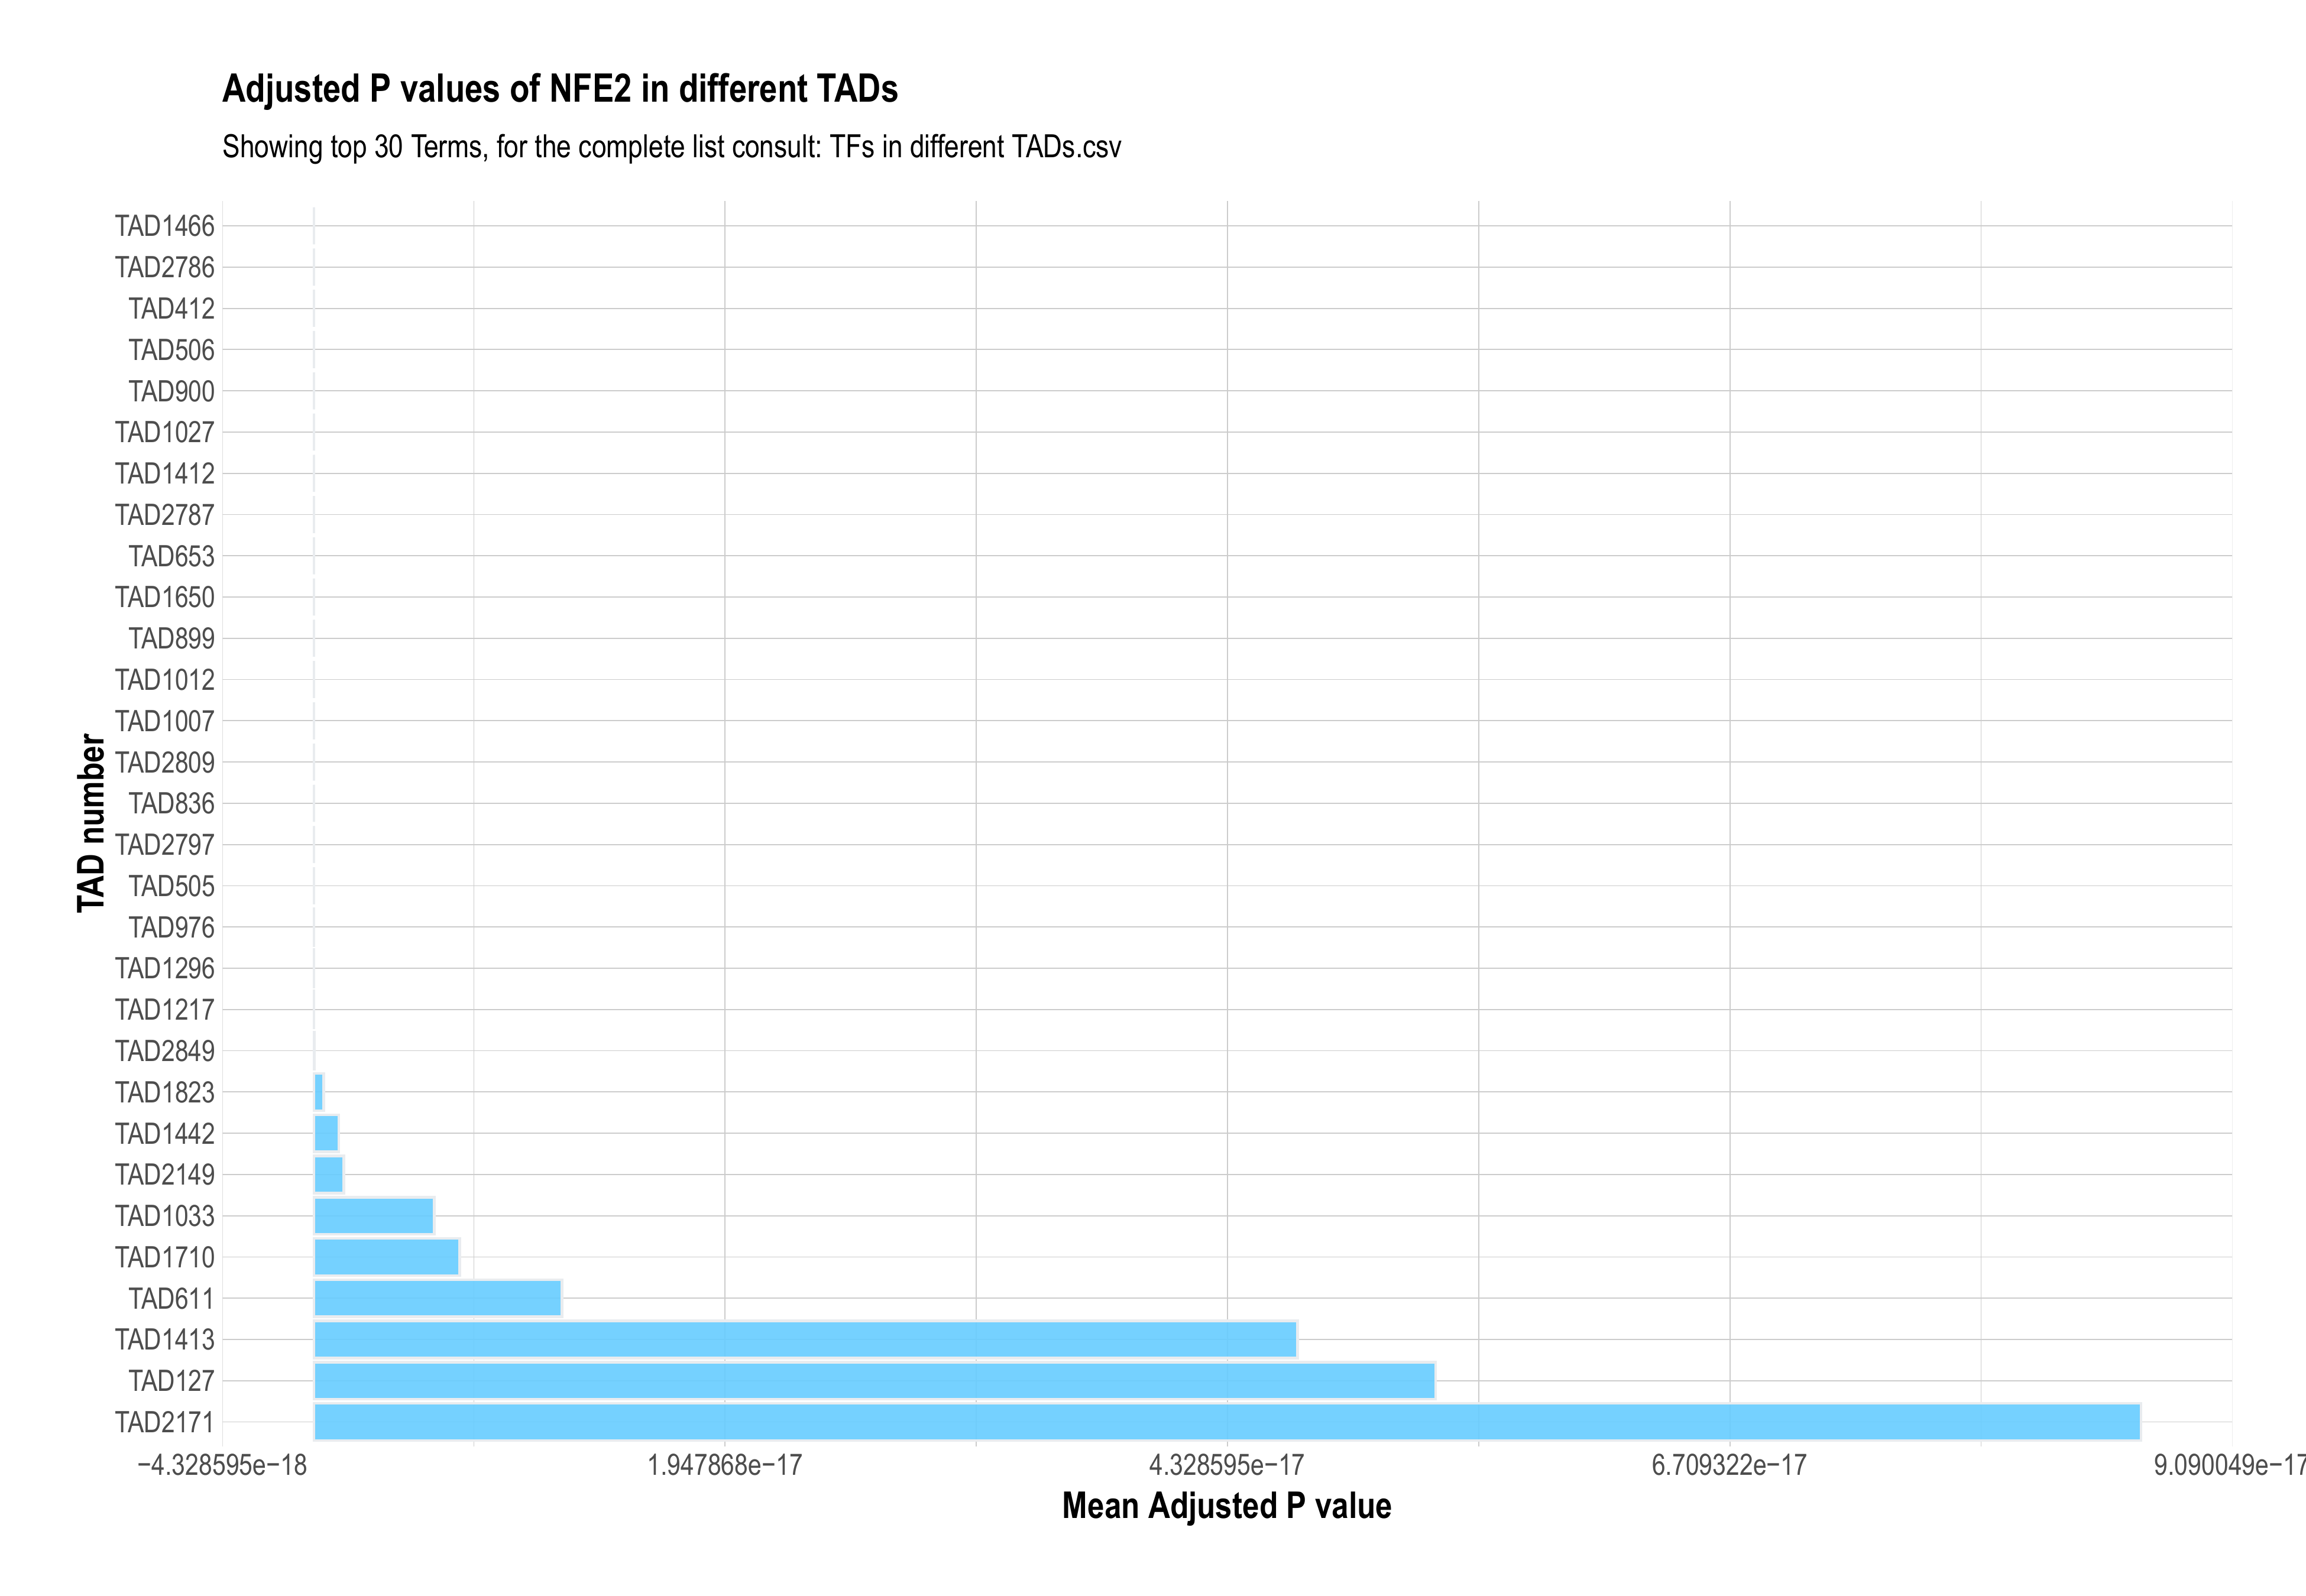 Adjusted P values of NFE2 in different TADs
Showing top 30 Terms, for the complete list consult: TFs in different TADs.csv
TAD number
TAD1466
TAD2786
TAD412
TAD506
TAD900
TAD1027
TAD1412
TAD2787
TAD653
TAD1650
TAD899
TAD1012
TAD1007
TAD2809
TAD836
TAD2797
TAD505
TAD976
TAD1296
TAD1217
TAD2849
TAD1823
TAD1442
TAD2149
TAD1033
TAD1710
TAD611
TAD1413
TAD127
TAD2171
−4.328595e−18 1.947868e−17 4.328595e−17 6.709322e−17 9.090049e−17
Mean Adjusted P value